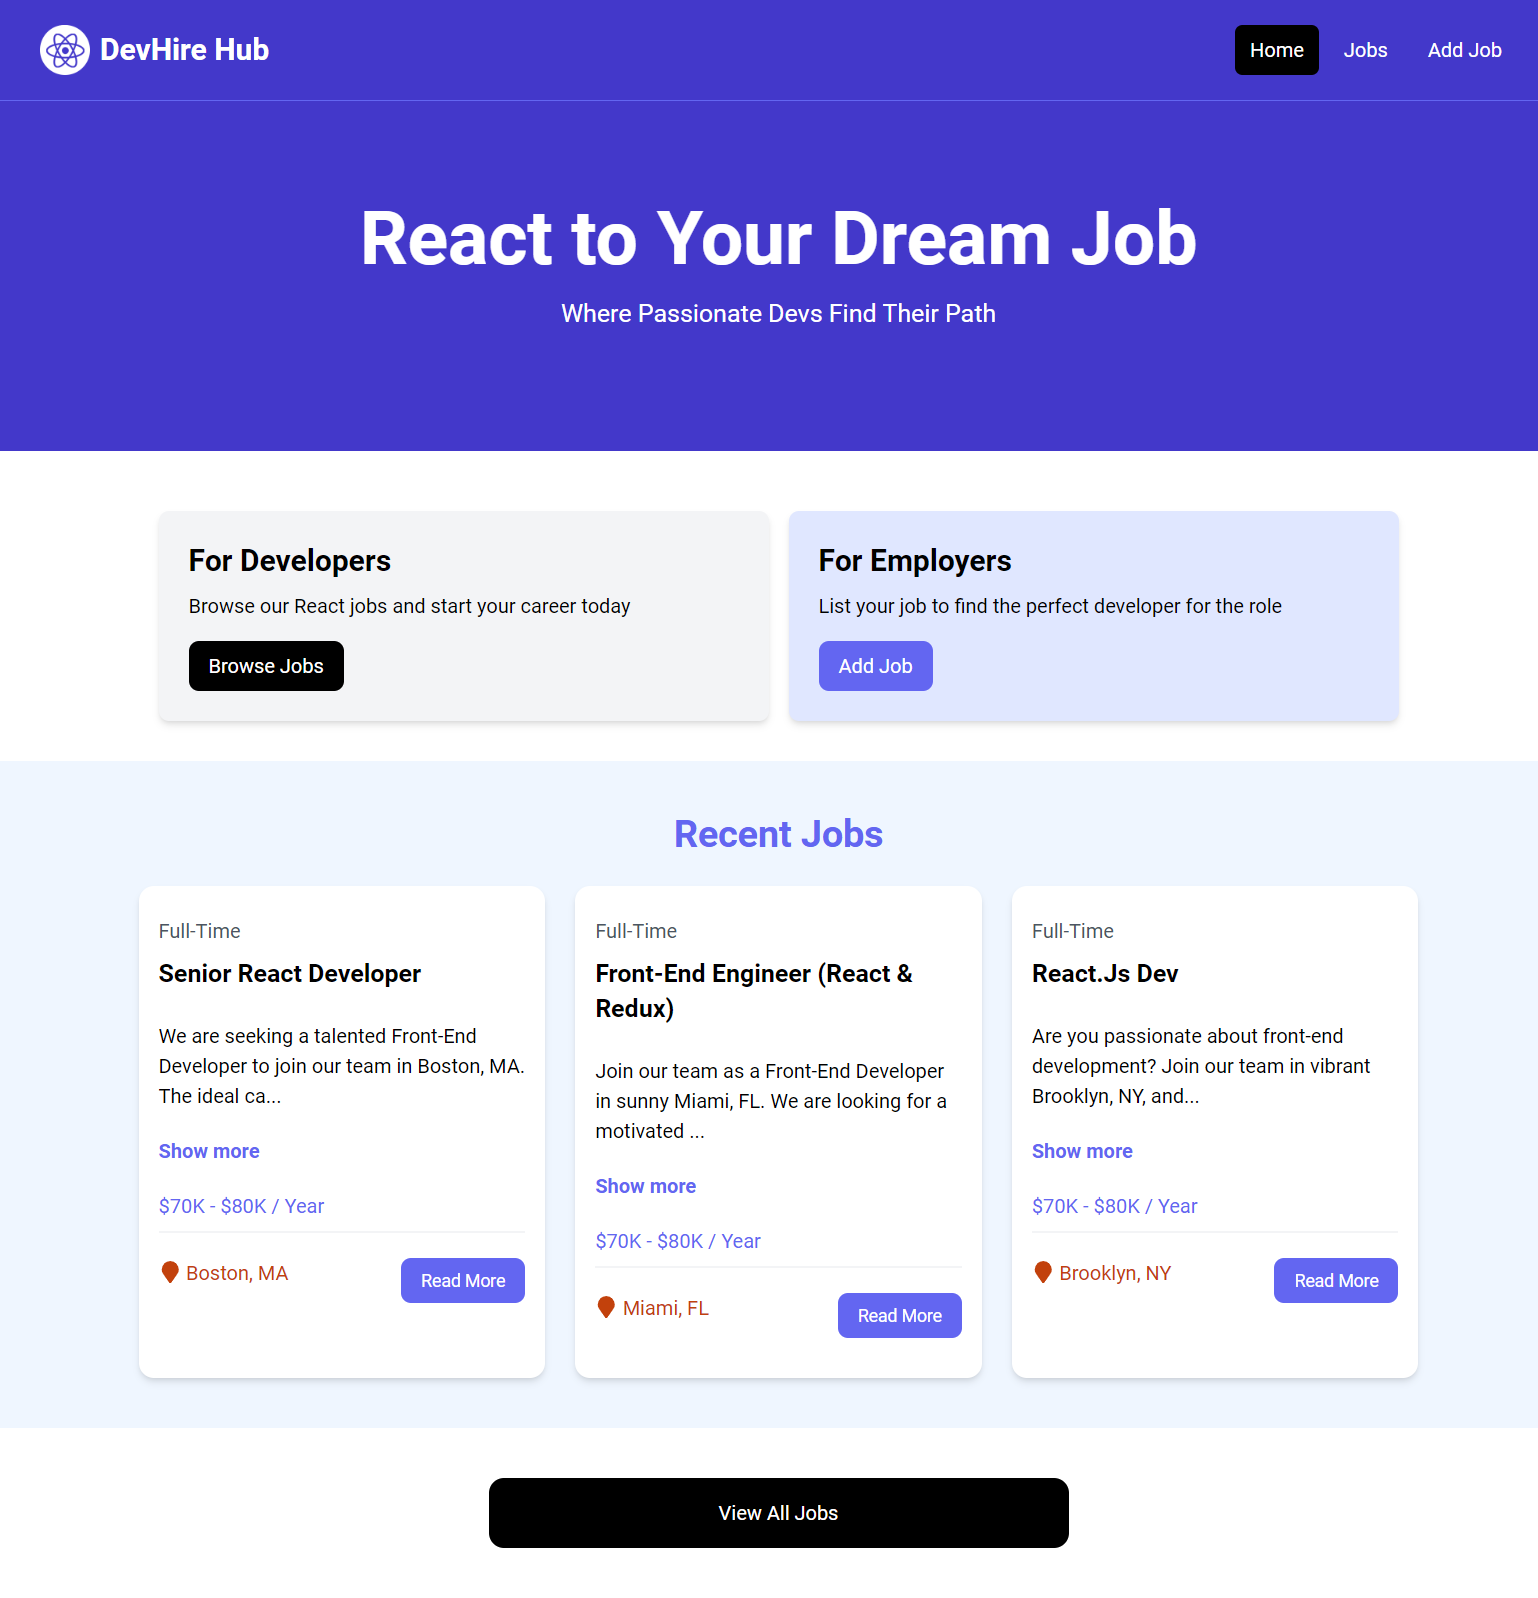 DevHire Hub
Home
Jobs
Add Job
React to Your Dream Job
Where Passionate Devs Find Their Path
For Developers
Browse our React jobs and start your career today
Browse Jobs
For Employers
List your job to find the perfect developer for the role
Add Job
Recent Jobs
Full-Time
Senior React Developer
We are seeking a talented Front-End
Developer to join our team in Boston, MA.
The ideal ca...
Show more
$70K - $80K / Year
Boston, MA
Read More
Full-Time
Front-End Engineer (React &
Redux)
Join our team as a Front-End Developer
in sunny Miami, FL. We are looking for a
motivated ...
Show more
$70K - $80K / Year
Miami, FL
Read More
Full-Time
React.Js Dev
Are you passionate about front-end
development? Join our team in vibrant
Brooklyn, NY, and...
Show more
$70K - $80K / Year
Brooklyn, NY
Read More
View All Jobs